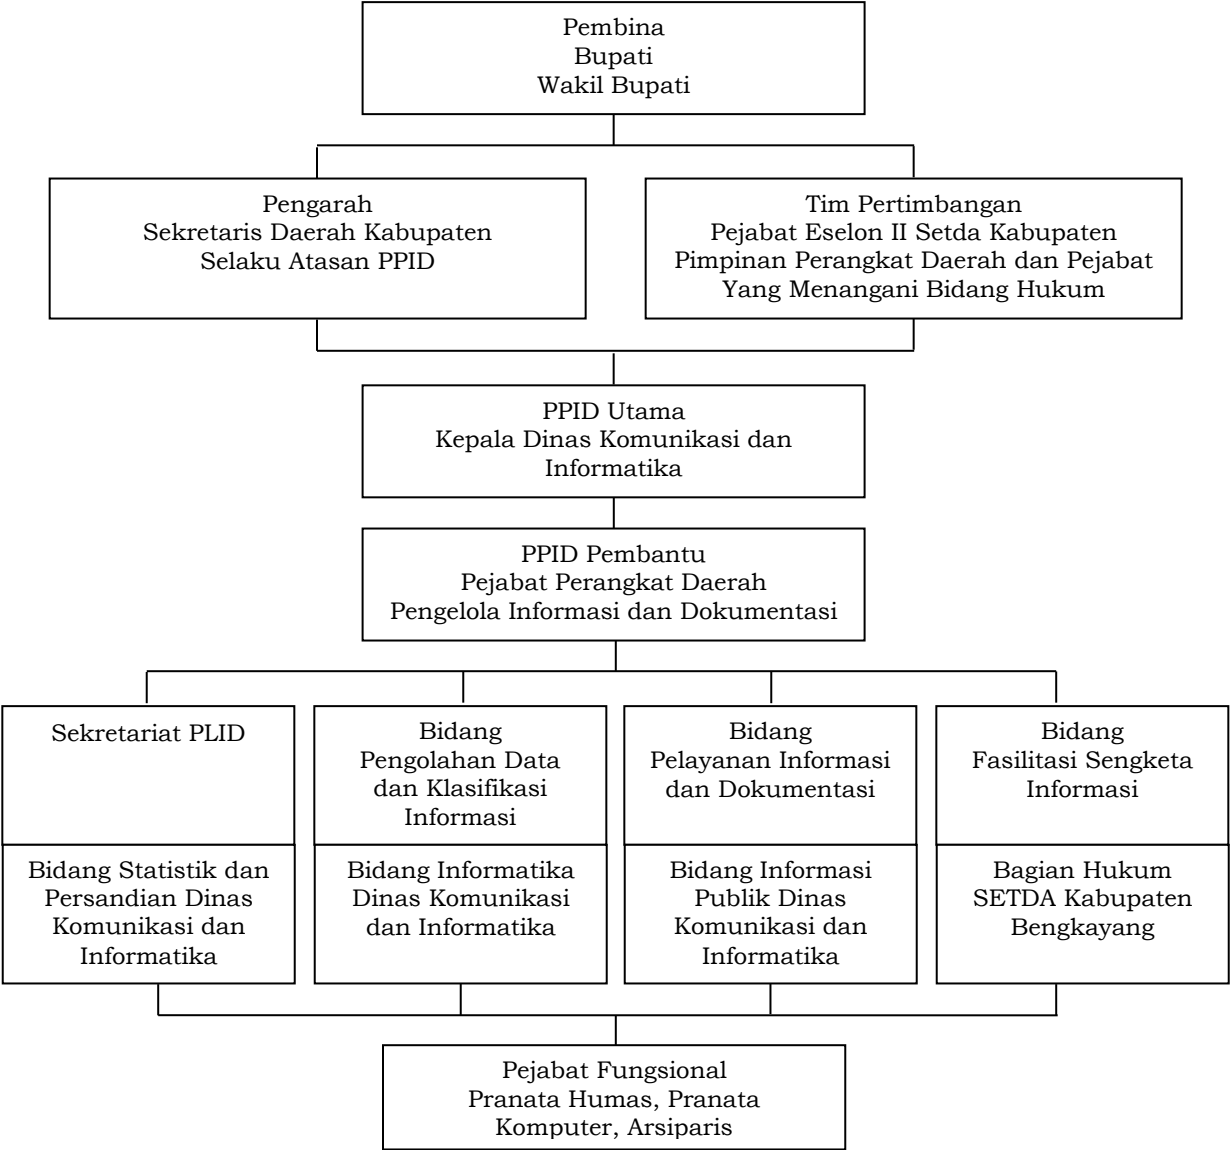 Pembina
Bupati
Wakil Bupati
Pengarah
Sekretaris Daerah Kabupaten
Selaku Atasan PPID
Tim Pertimbangan
Pejabat Eselon II Setda Kabupaten
Pimpinan Perangkat Daerah dan Pejabat
Yang Menangani Bidang Hukum
PPID Utama
Kepala Dinas Komunikasi dan
Informatika
PPID Pembantu
Pejabat Perangkat Daerah
Pengelola Informasi dan Dokumentasi
Sekretariat PLID
Bidang Statistik dan
Persandian Dinas
Komunikasi dan
Informatika
Bidang
Pengolahan Data
dan Klasifikasi
Informasi
Bidang Informatika
Dinas Komunikasi
dan Informatika
Bidang
Pelayanan Informasi
dan Dokumentasi
Bidang Informasi
Publik Dinas
Komunikasi dan
Informatika
Bidang
Fasilitasi Sengketa
Informasi
Bagian Hukum
SETDA Kabupaten
Bengkayang
Pejabat Fungsional
Pranata Humas, Pranata
Komputer, Arsiparis